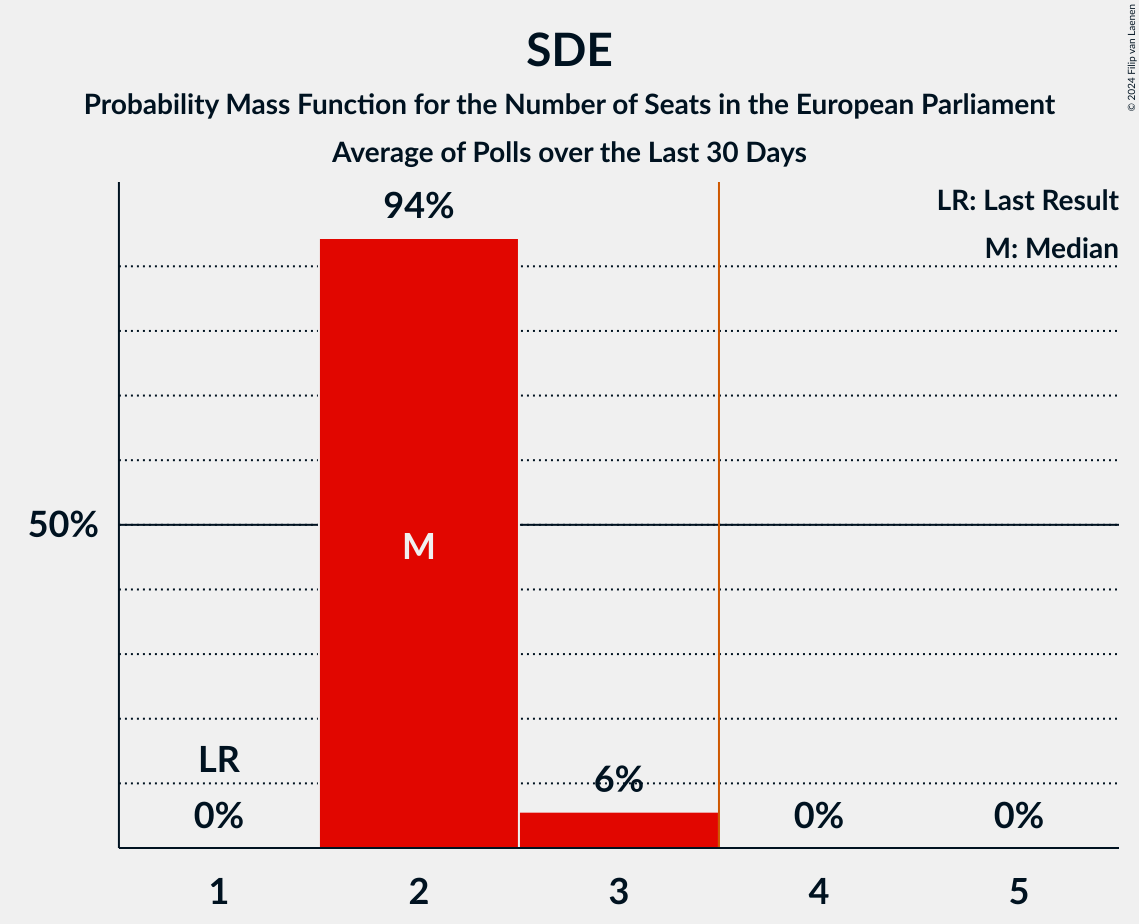 SDE
Probability Mass Function for the Number of Seats in the European Parliament
Average of Polls over the Last 30 Days
© 2024 Filip van Laenen
LR: Last Result
M: Median
94%
50%
M
LR
0%
6%
0%
0%
1 2 3 4 5